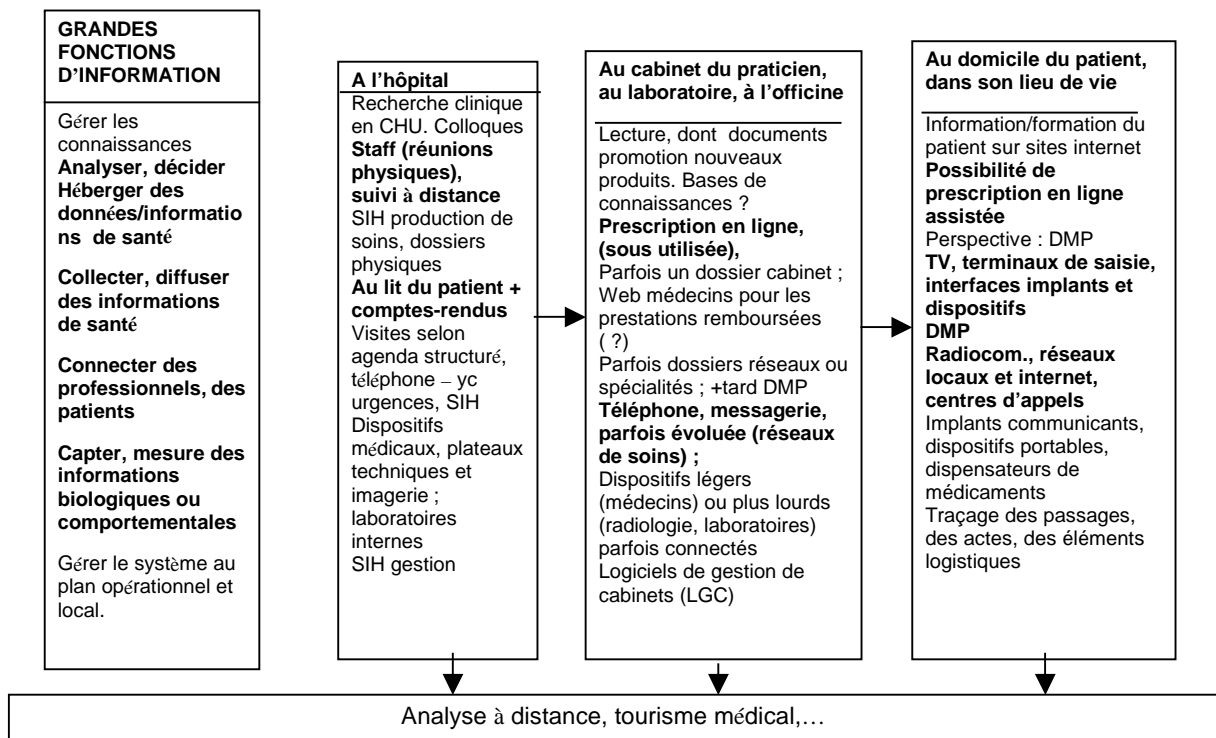 GRANDES
FONCTIONS
D'INFORMATION
Gérer les
connaissances
Analyser, décider
Héberger des
données/informatio
ns de santé
Collecter, diffuser
des informations
de santé
Connecter des
professionnels, des
patients
Capter, mesure des
informations
biologiques ou
comportementales
Gérer le système au
plan opérationnel et
local.
A l'hôpital
Recherche clinique
en CHU. Colloques
Staff (réunions
physiques),
suivi à distance
SIH production de
soins, dossiers
physiques
Au lit du patient +
comptes-rendus
Visites selon
agenda structuré,
téléphone – yc
urgences, SIH
Dispositifs
médicaux, plateaux
techniques et
imagerie ;
laboratoires
internes
SIH gestion
Au cabinet du praticien,
au laboratoire, à l'officine
Lecture, dont documents
promotion nouveaux
produits. Bases de
connaissances ?
Prescription en ligne,
(sous utilisée),
Parfois un dossier cabinet ;
Web médecins pour les
prestations remboursées
( ?)
Parfois dossiers réseaux ou
spécialités ; +tard DMP
Téléphone, messagerie,
parfois évoluée (réseaux
de soins) ;
Dispositifs légers
(médecins) ou plus lourds
(radiologie, laboratoires)
parfois connectés
Logiciels de gestion de
cabinets (LGC)
Au domicile du patient,
dans son lieu de vie
Information/formation du
patient sur sites internet
Possibilité de
prescription en ligne
assistée
Perspective : DMP
TV, terminaux de saisie,
interfaces implants et
dispositifs
DMP
Radiocom., réseaux
locaux et internet,
centres d'appels
Implants communicants,
dispositifs portables,
dispensateurs de
médicaments
Traçage des passages,
des actes, des éléments
logistiques
Analyse à distance, tourisme médical,…